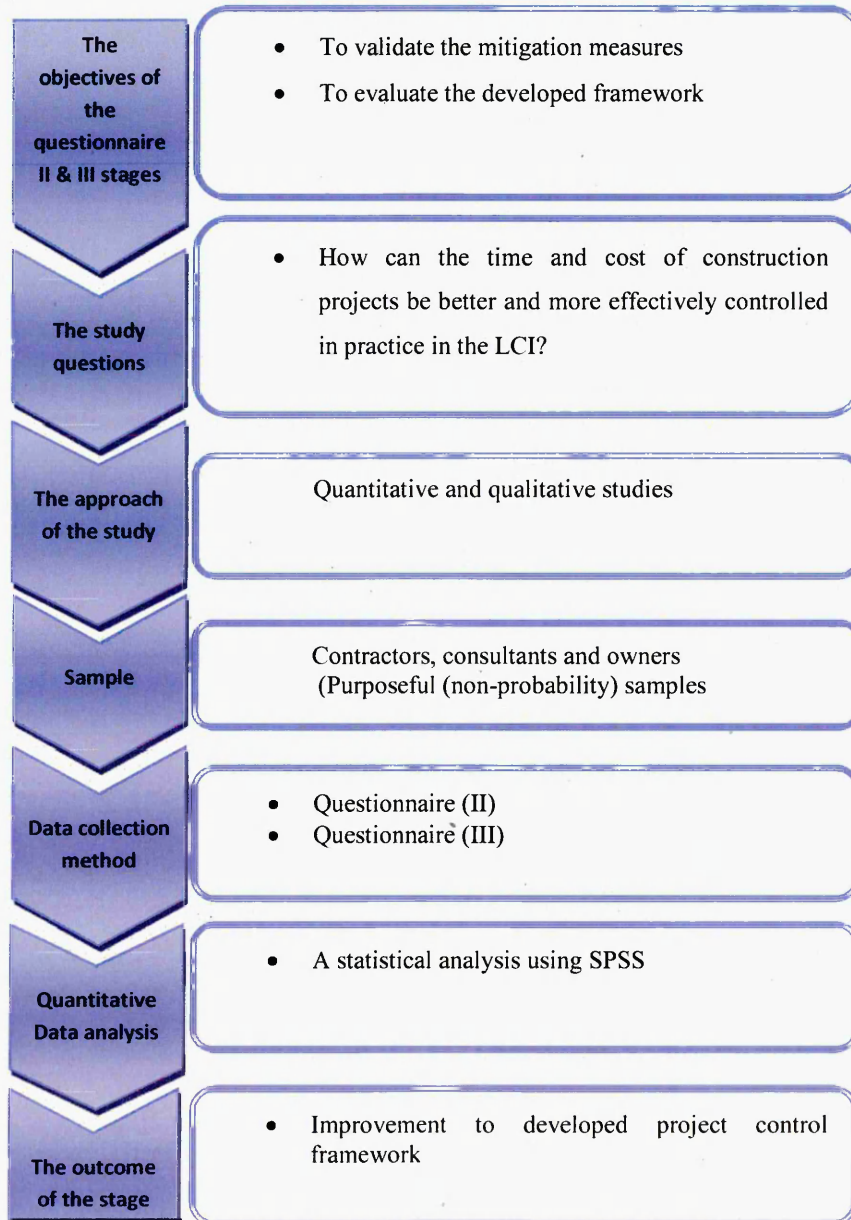 The
objectives of
the
questionnaire
II & III stages
• To validate the mitigation measures
• To evaluate the developed framework
The study
questions
• How can the time and cost of construction
projects be better and more effectively controlled
in practice in the LCI?
The approach
of the study
Quantitative and qualitative studies
Sample
Contractors, consultants and owners
(Purposeful (non-probability) samples
Data collection
method
• Questionnaire (II)
• Questionnaire (III)
Quantitative
Data analysis
• A statistical analysis using SPSS
The outcome
of the stage
• Improvement to developed project control
framework